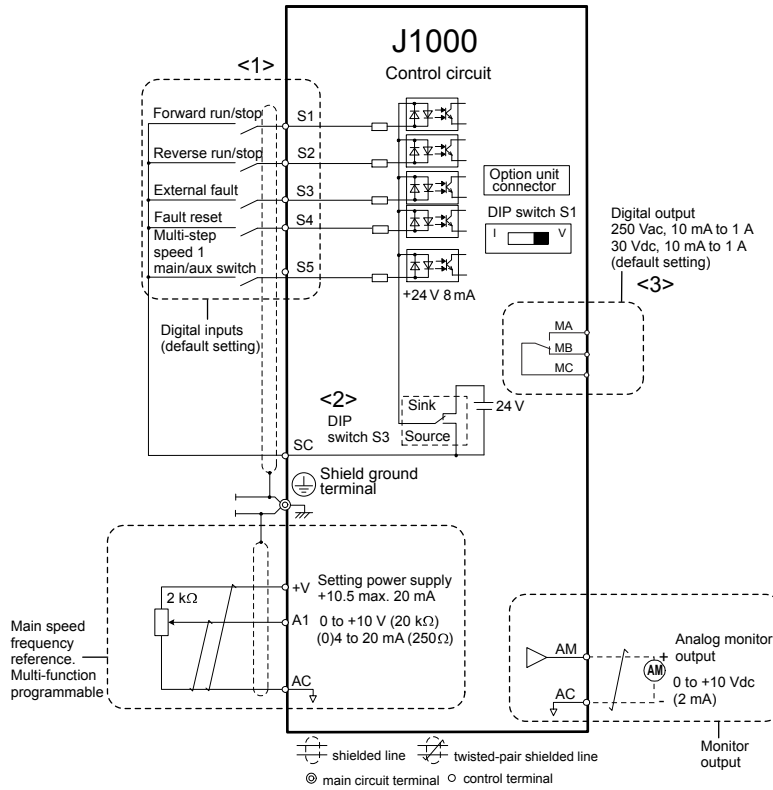 J1000
Control circuit
<1>
Forward run/stop
S1
Reverse run/stop
S2
External fault
S3
Fault reset
S4
Multi-step
speed 1
main/aux switch
S5
Digital inputs
(default setting)
+24 V 8 mA
Option unit
connector
DIP switch S1
I
V
Digital output
250 Vac, 10 mA to 1 A
30 Vdc, 10 mA to 1 A
(default setting)
<3>
MA
MB
MC
<2>
DIP
switch S3
Sink
Source
24 V
SC
Shield ground
terminal
Main speed
frequency
reference.
Multi-function
programmable
2 kΩ
+V
Setting power supply
+10.5 max. 20 mA
A1
0 to +10 V (20 kΩ)
(0)4 to 20 mA (250Ω)
AC
AM
AC
+
AM
-
Analog monitor
output
0 to +10 Vdc
(2 mA)
Monitor
output
shielded line
twisted-pair shielded line
main circuit terminal
control terminal